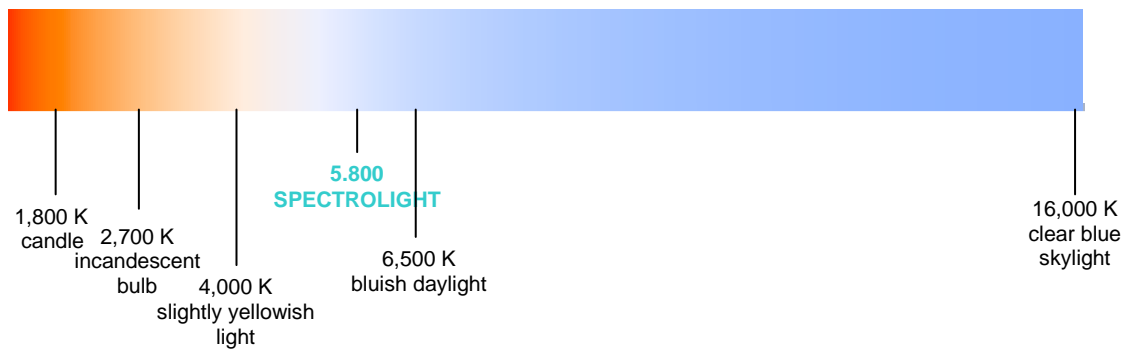 1,800 K
candle
2,700 K
incandescent
bulb
4,000 K
slightly yellowish
light
5.800
SPECTROLIGHT
6,500 K
bluish daylight
16,000 K
clear blue
skylight